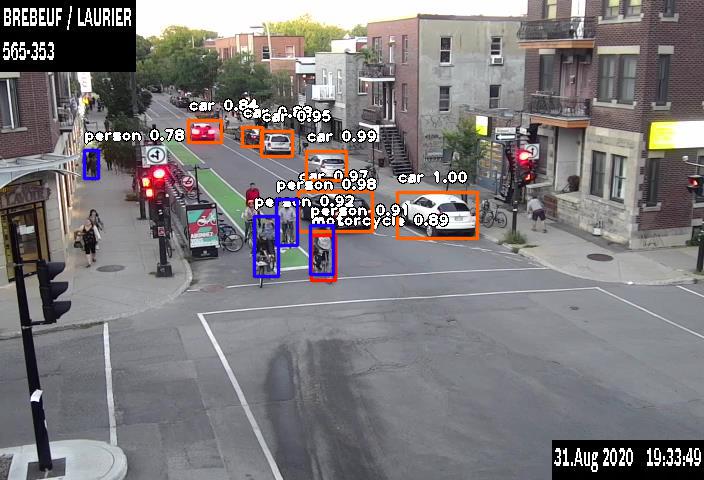 BREBEUF / LAURIER
565-353
car 0.84
car 0.95
car 0.99
person 0.78
car 0.97
person 0.98
car 1.00
person 0.92
person 0.91
motorcycle 0.89
31.Aug 2020 19:33:49